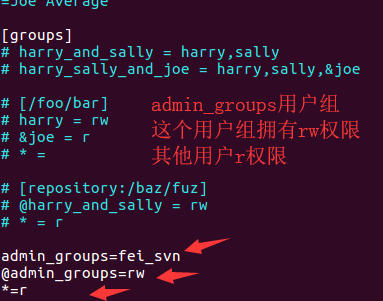 =Joe Average
[groups]
# harry_and_sally = harry,sally
# harry_sally_and_joe = harry,sally,&joe
# [/foo/bar]
# harry = rw
# &joe = r
# * =
admin_groups用户组
这个用户组拥有rw权限
其他用户r权限
# [repository:/baz/fuz]
# @harry_and_sally = rw
# * = r
admin_groups=fei_svn
@admin_groups=rw
*=r